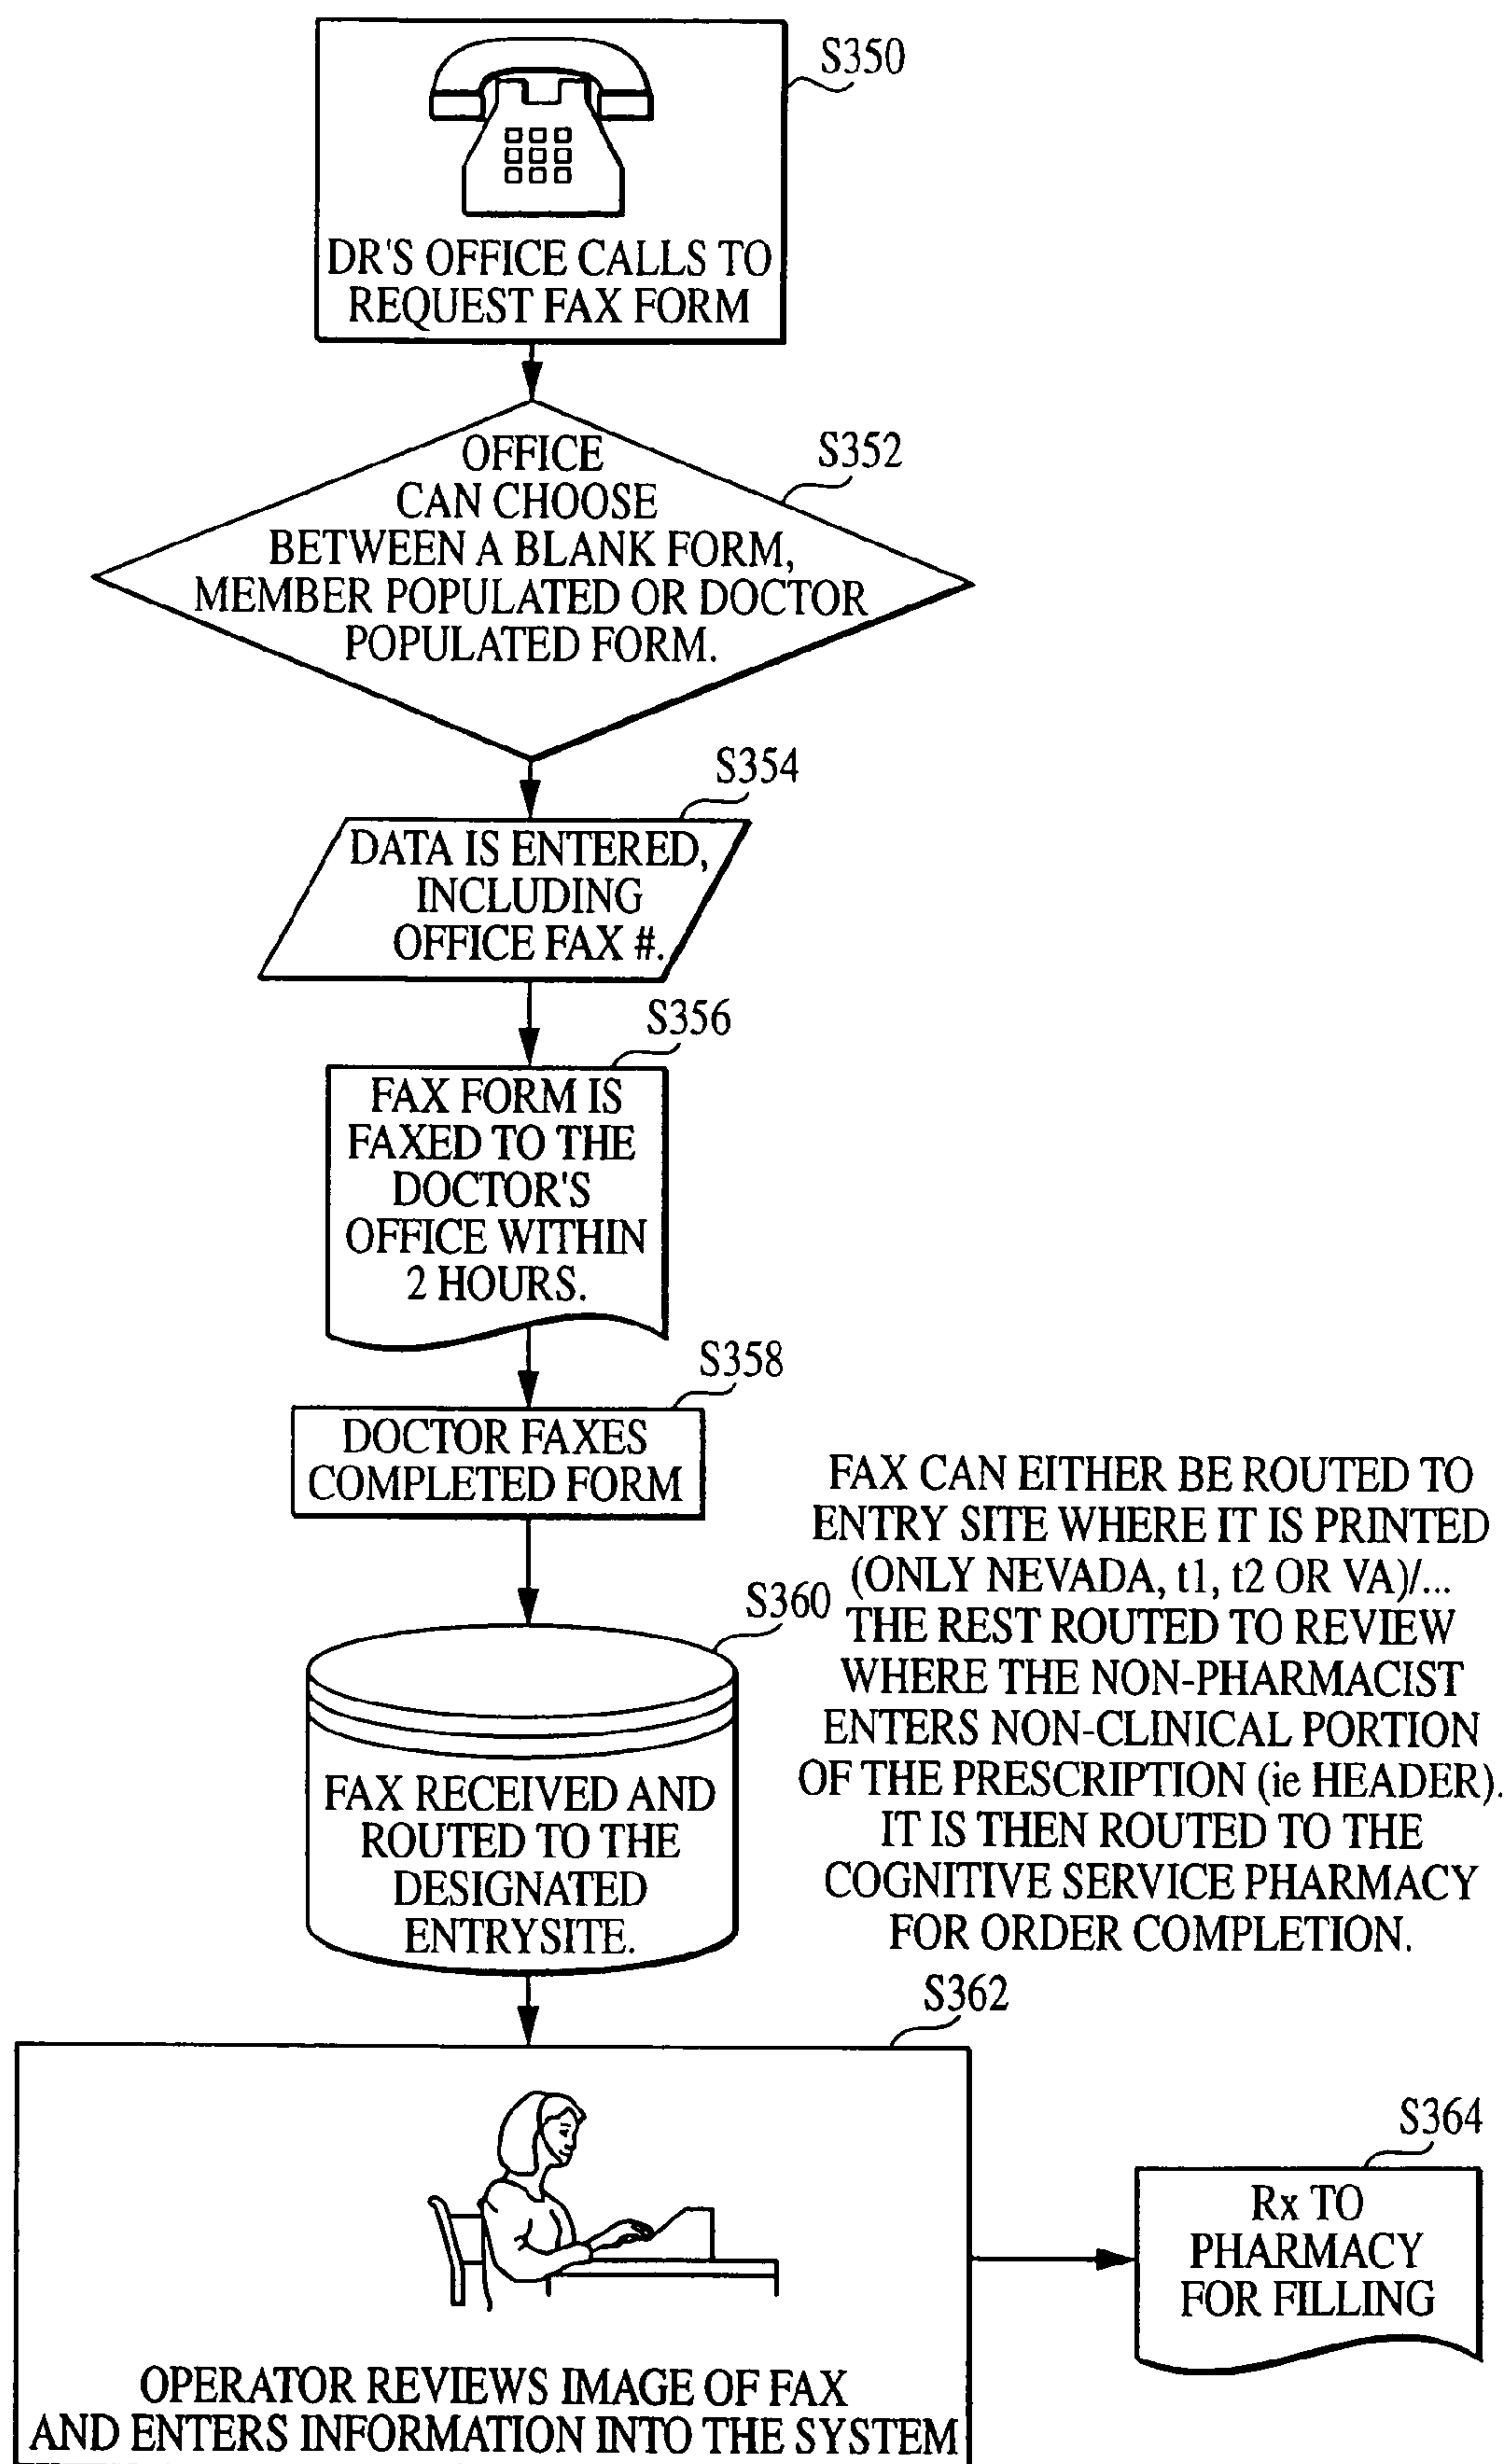 S350
DR'S OFFICE CALLS TO
REQUEST FAX FORM
S352
OFFICE
CAN CHOOSE
BETWEEN A BLANK FORM,
MEMBER POPULATED OR DOCTOR
POPULATED FORM.
S354
DATA IS ENTERED,
INCLUDING
OFFICE FAX #.
S356
FAX FORM IS
FAXED TO THE
DOCTOR'S
OFFICE WITHIN
2 HOURS.
S358
DOCTOR FAXES
COMPLETED FORM
S360
FAX RECEIVED AND
ROUTED TO THE
DESIGNATED
ENTRYSITE.
FAX CAN EITHER BE ROUTED TO
ENTRY SITE WHERE IT IS PRINTED
(ONLY NEVADA, t1, t2 OR VA)/...
THE REST ROUTED TO REVIEW
WHERE THE NON-PHARMACIST
ENTERS NON-CLINICAL PORTION
OF THE PRESCRIPTION (ie HEADER).
IT IS THEN ROUTED TO THE
COGNITIVE SERVICE PHARMACY
FOR ORDER COMPLETION.
S362
OPERATOR REVIEWS IMAGE OF FAX
AND ENTERS INFORMATION INTO THE SYSTEM
S364
Rx TO
PHARMACY
FOR FILLING